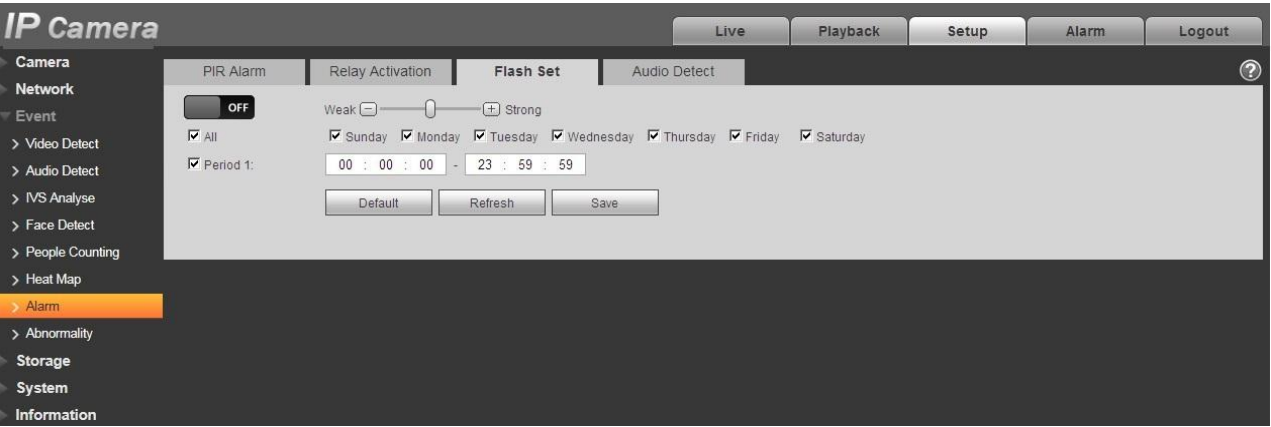 IP Camera
Live Playback Setup Alarm Logout
Camera
Network
Event
> Video Detect
> Audio Detect
> IVS Analyse
> Face Detect
> People Counting
> Heat Map
> Alarm
> Abnormality
Storage
System
Information
PIR Alarm Relay Activation Flash Set Audio Detect ?
OFF Weak - + Strong
All Sunday Monday Tuesday Wednesday Thursday Friday Saturday
Period 1: 00 : 00 : 00 - 23 : 59 : 59
Default Refresh Save